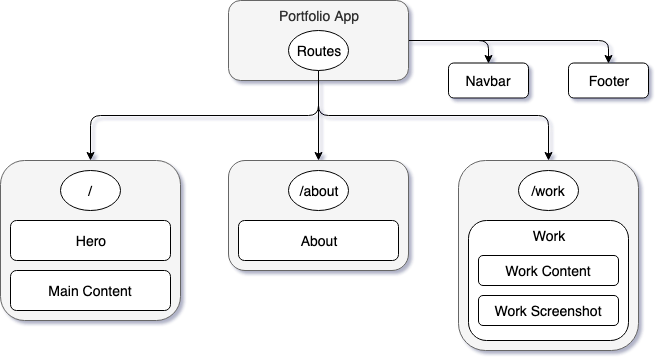 Portfolio App
Routes
Navbar
Footer
/
/about
/work
Hero
Main Content
About
Work
Work Content
Work Screenshot